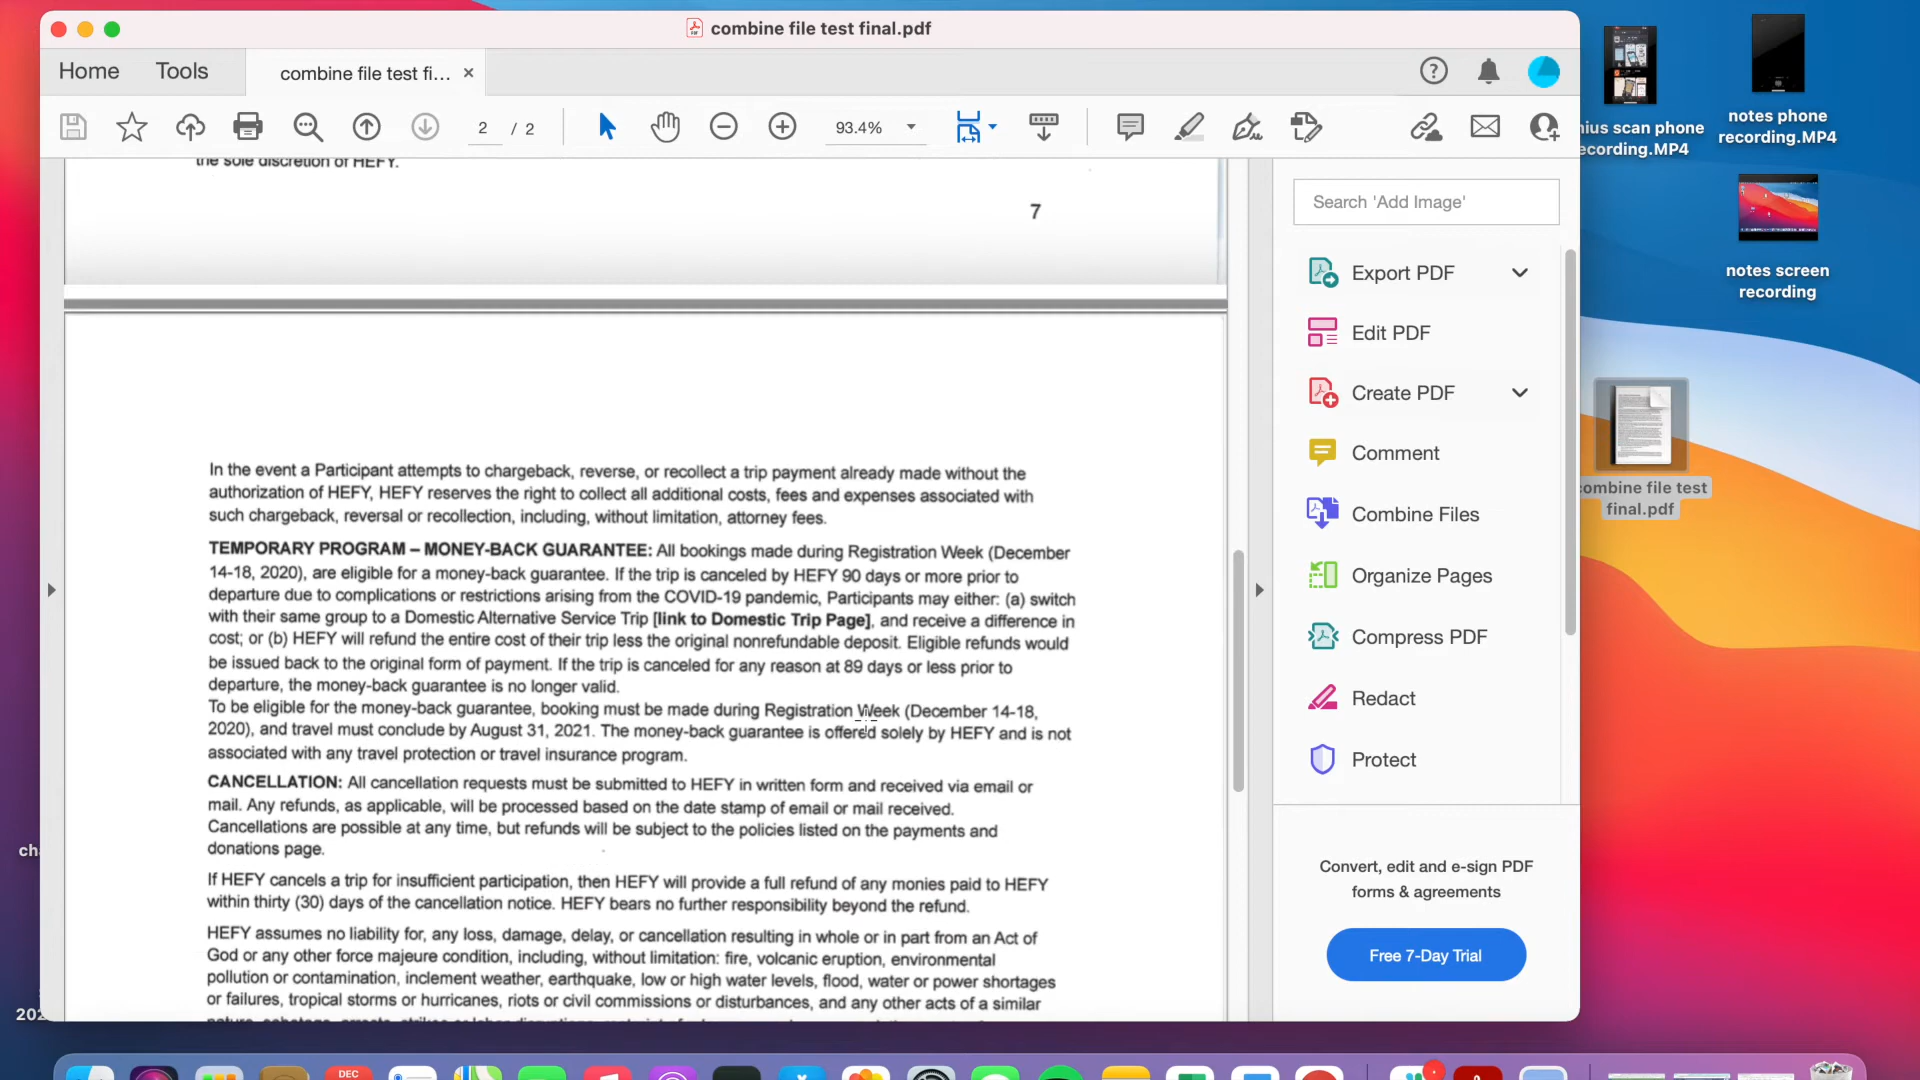 combine file test final.pdf
Home
Tools
combine file test fi...
2 / 2
93.4%
the sole discretion of HEFY.
7
In the event a Participant attempts to chargeback, reverse, or recollect a trip payment already made without the
authorization of HEFY, HEFY reserves the right to collect all additional costs, fees and expenses associated with
such chargeback, reversal or recollection, including, without limitation, attorney fees.
TEMPORARY PROGRAM – MONEY-BACK GUARANTEE: All bookings made during Registration Week (December
14-18, 2020), are eligible for a money-back guarantee. If the trip is canceled by HEFY 90 days or more prior to
departure due to complications or restrictions arising from the COVID-19 pandemic, Participants may either: (a) switch
with their same group to a Domestic Alternative Service Trip [link to Domestic Trip Page], and receive a difference in
cost; or (b) HEFY will refund the entire cost of their trip less the original nonrefundable deposit. Eligible refunds would
be issued back to the original form of payment. If the trip is canceled for any reason at 89 days or less prior to
departure, the money-back guarantee is no longer valid.
To be eligible for the money-back guarantee, booking must be made during Registration Week (December 14-18,
2020), and travel must conclude by August 31, 2021. The money-back guarantee is offered solely by HEFY and is not
associated with any travel protection or travel insurance program.
CANCELLATION: All cancellation requests must be submitted to HEFY in written form and received via email or
mail. Any refunds, as applicable, will be processed based on the date stamp of email or mail received.
Cancellations are possible at any time, but refunds will be subject to the policies listed on the payments and
donations page.
If HEFY cancels a trip for insufficient participation, then HEFY will provide a full refund of any monies paid to HEFY
within thirty (30) days of the cancellation notice. HEFY bears no further responsibility beyond the refund.
HEFY assumes no liability for, any loss, damage, delay, or cancellation resulting in whole or in part from an Act of
God or any other force majeure condition, including, without limitation: fire, volcanic eruption, environmental
pollution or contamination, inclement weather, earthquake, low or high water levels, flood, water or power shortages
or failures, tropical storms or hurricanes, riots or civil commissions or disturbances, and any other acts of a similar
Search 'Add Image'
Export PDF
Edit PDF
Create PDF
Comment
Combine Files
Organize Pages
Compress PDF
Redact
Protect
Convert, edit and e-sign PDF
forms & agreements
Free 7-Day Trial
nius scan phone
ecording.MP4
notes phone
recording.MP4
notes screen
recording
combine file test
final.pdf
ch
202
DEC